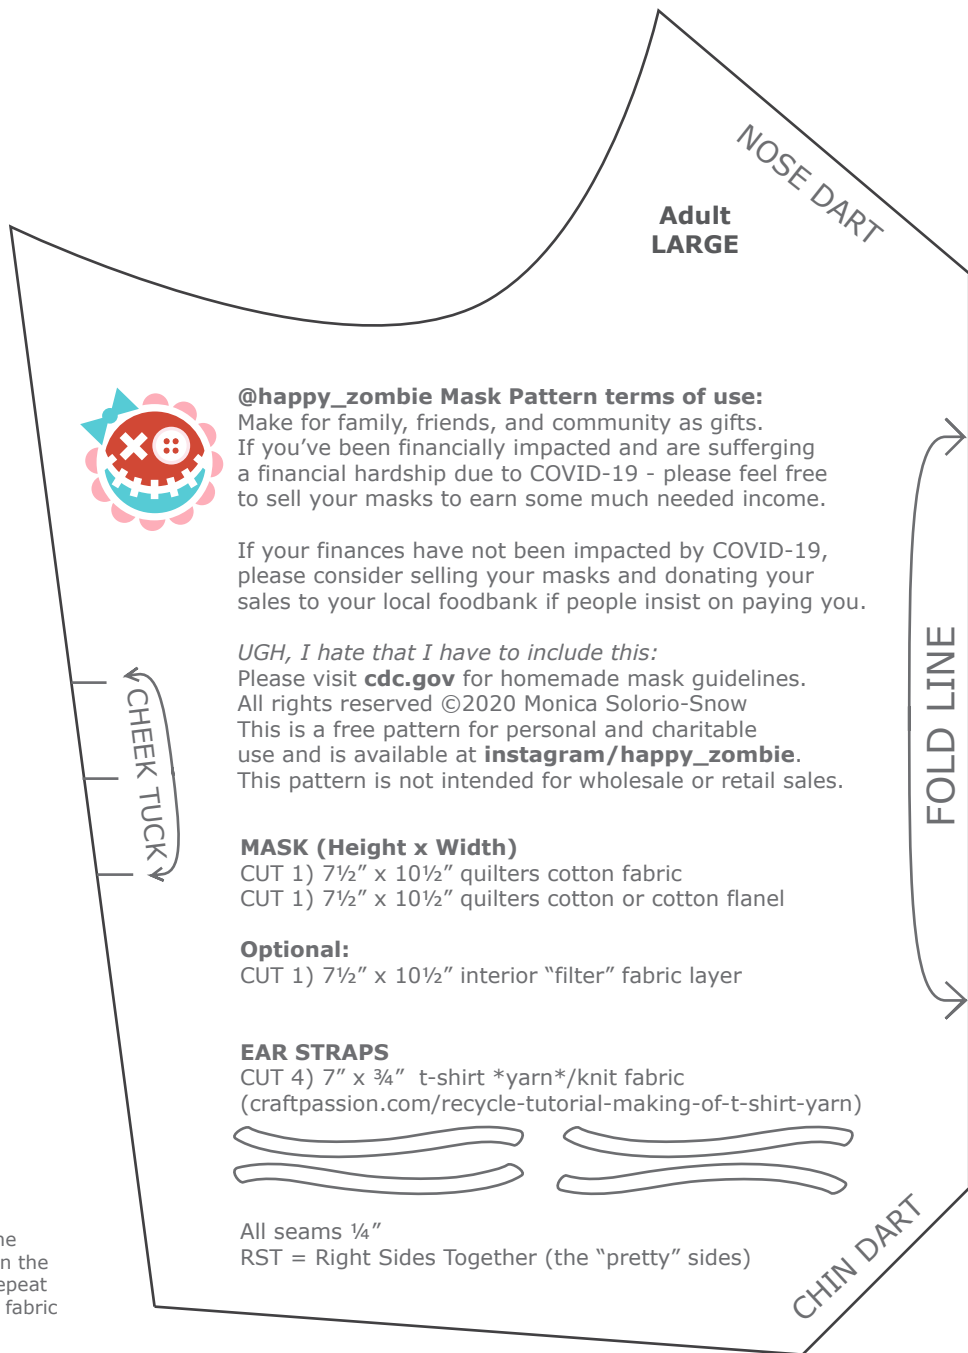 NOSE DART
Adult
LARGE
@happy_zombie Mask Pattern terms of use:
Make for family, friends, and community as gifts.
If you’ve been financially impacted and are sufferging
a financial hardship due to COVID-19 - please feel free
to sell your masks to earn some much needed income.
If your finances have not been impacted by COVID-19,
please consider selling your masks and donating your
sales to your local foodbank if people insist on paying you.
UGH, I hate that I have to include this:
Please visit cdc.gov for homemade mask guidelines.
All rights reserved ©2020 Monica Solorio-Snow
This is a free pattern for personal and charitable
use and is available at instagram/happy_zombie.
This pattern is not intended for wholesale or retail sales.
FOLD LINE
CHEEK TUCK
MASK (Height x Width)
CUT 1) 7½” x 10½” quilters cotton fabric
CUT 1) 7½” x 10½” quilters cotton or cotton flanel
Optional:
CUT 1) 7½” x 10½” interior “filter” fabric layer
EAR STRAPS
CUT 4) 7” x ¾”  t-shirt *yarn*/knit fabric
(craftpassion.com/recycle-tutorial-making-of-t-shirt-yarn)
All seams ¼”
RST = Right Sides Together (the “pretty” sides)
CHIN DART
the
fabric